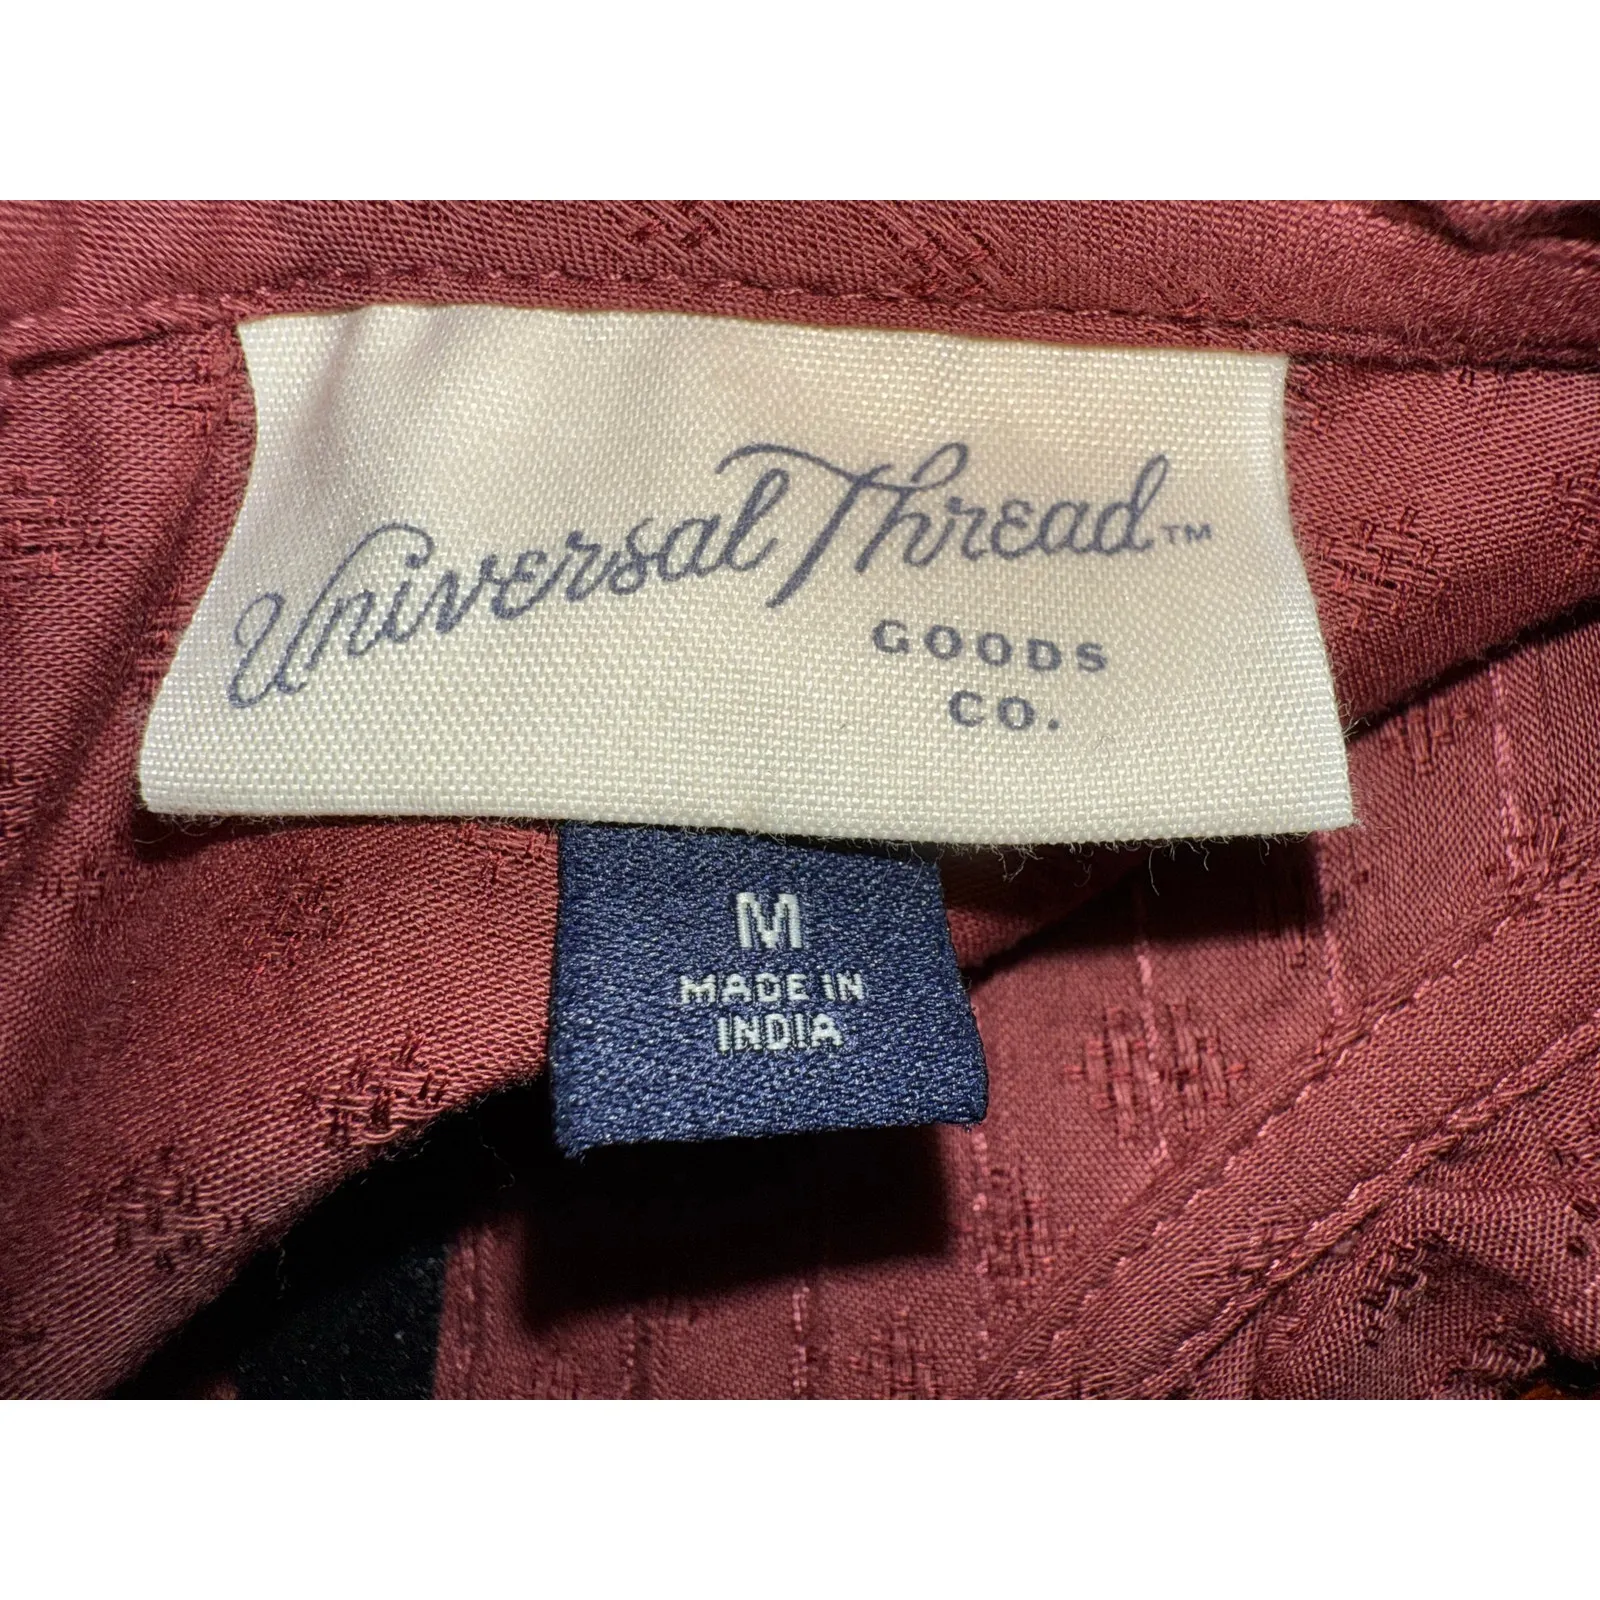 Universal Thread™
GOODS
CO.
M
MADE IN
INDIA